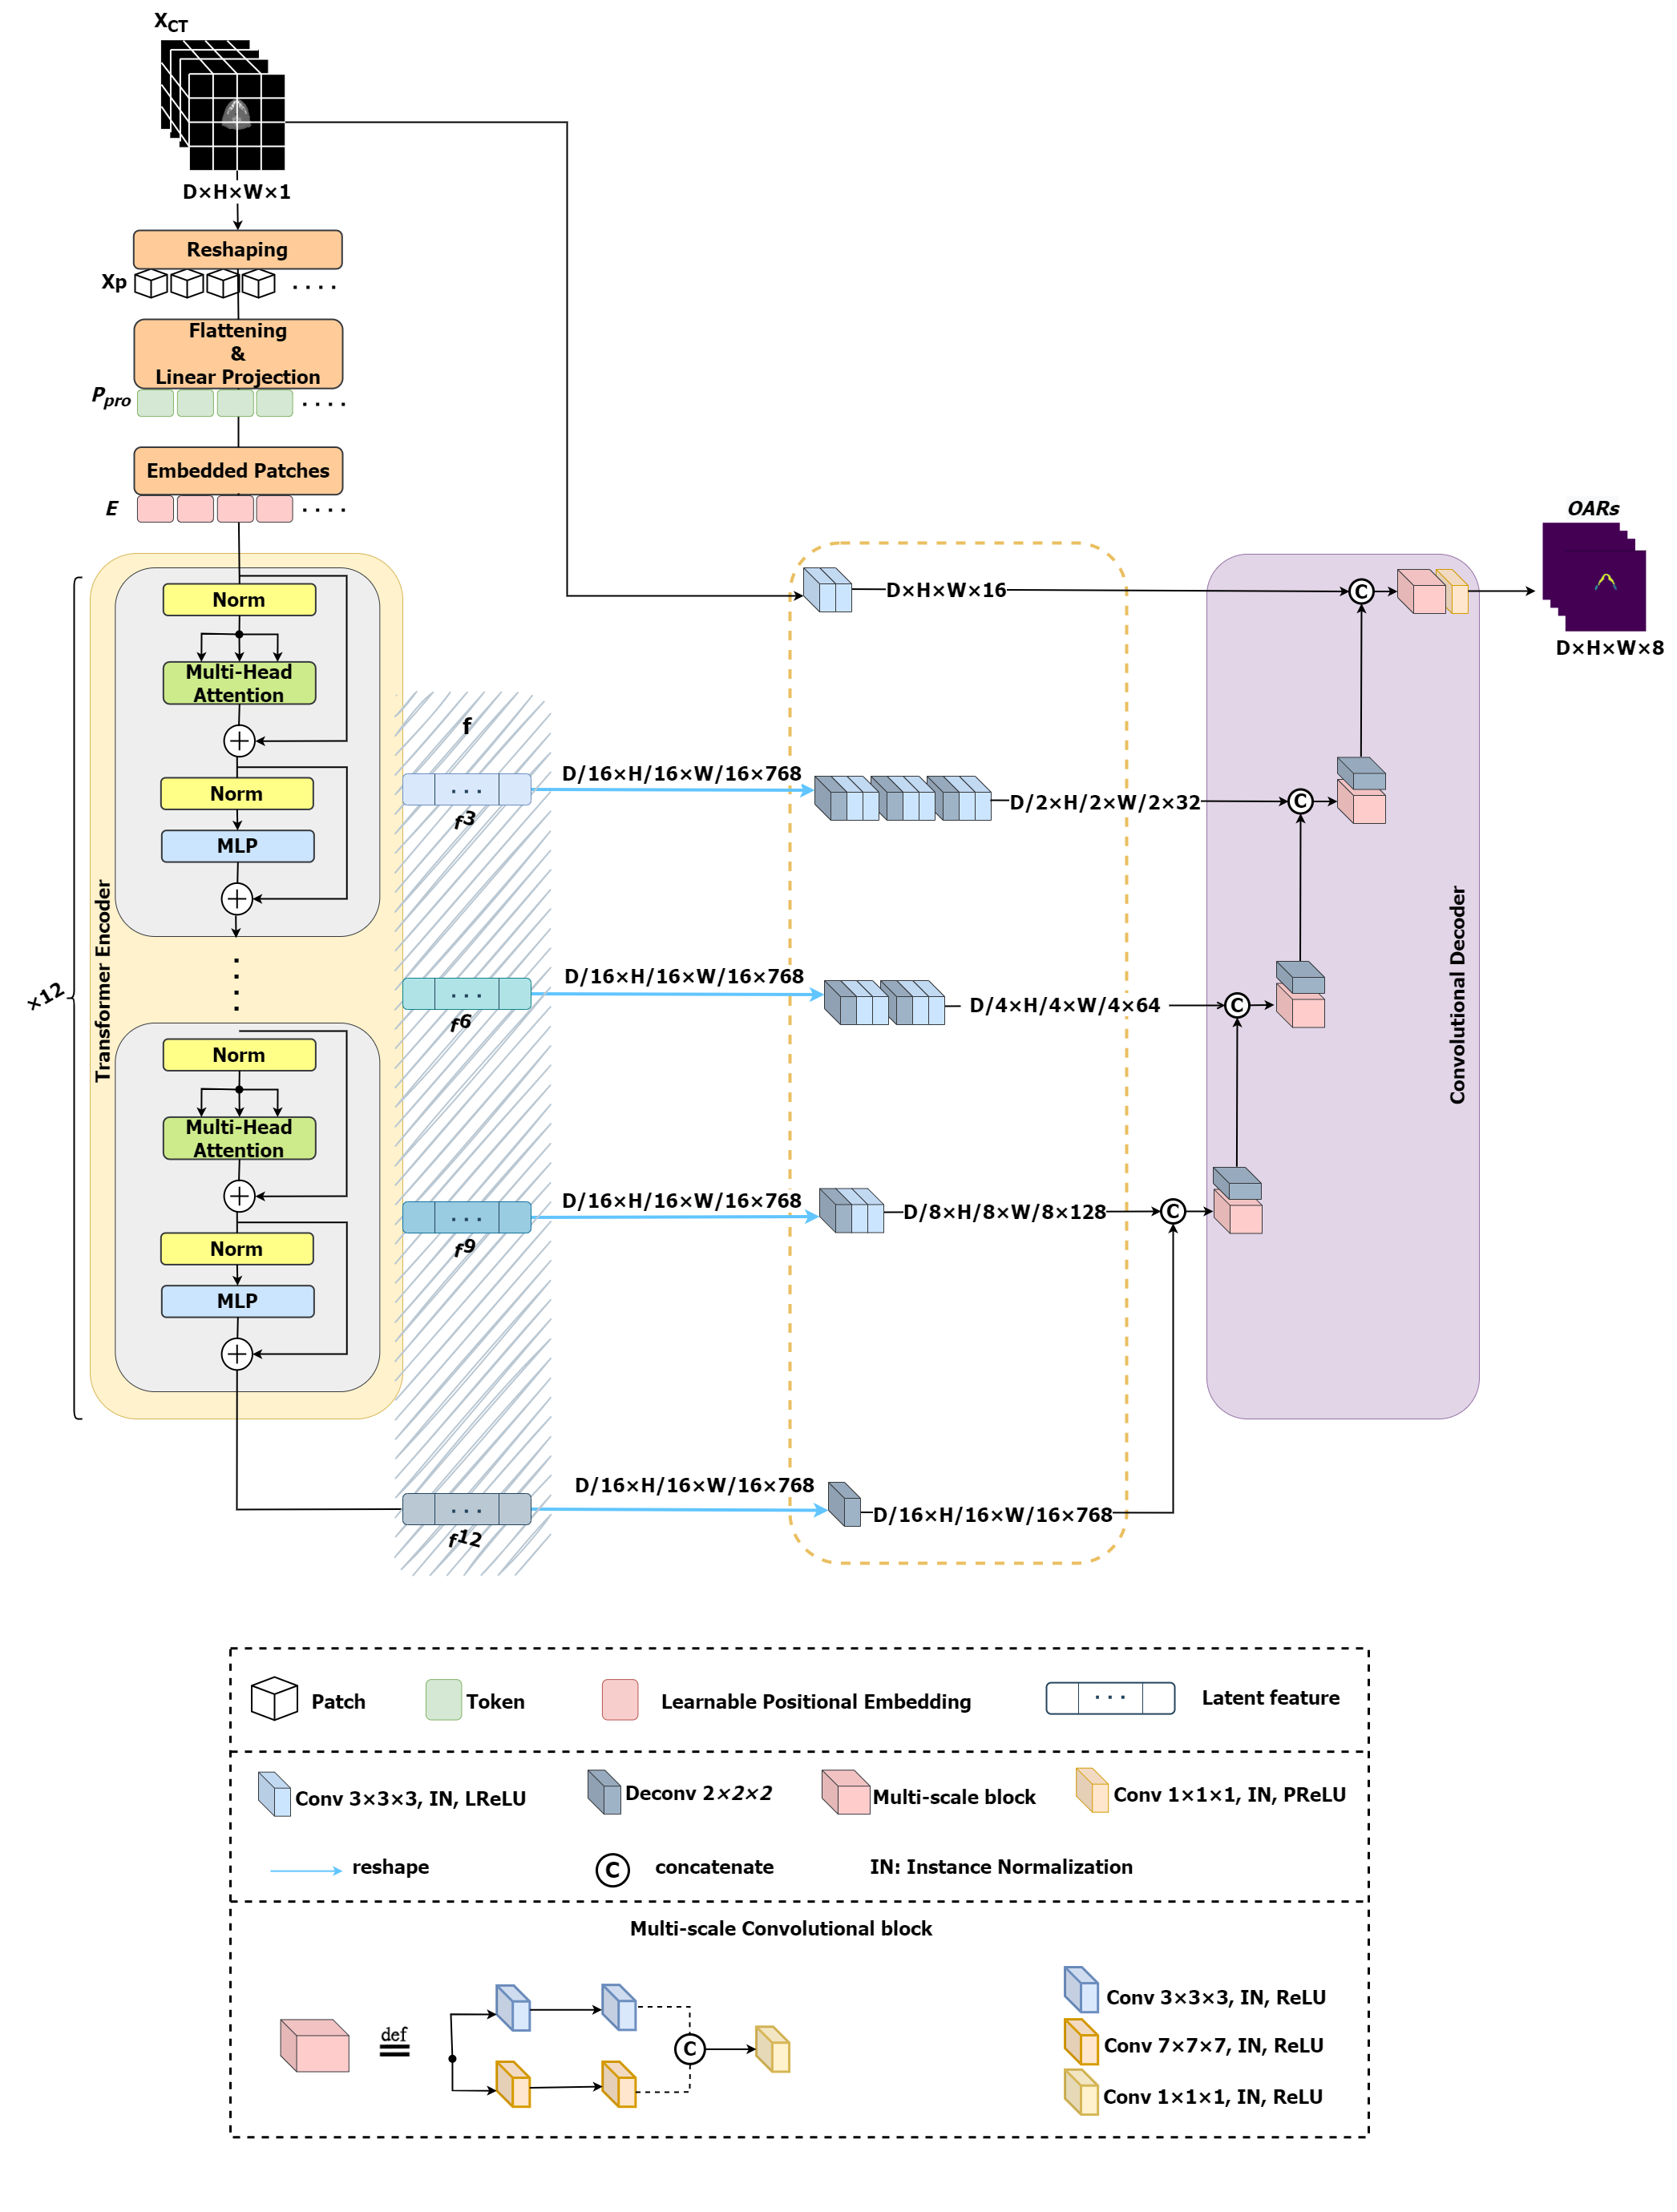 X_CT
D×H×W×1
Reshaping
Xp
. . . .
Flattening
&
Linear Projection
P_pro
. . . .
Embedded Patches
E
. . . .
Norm
Multi-Head
Attention
Norm
MLP
Transformer Encoder
×12
Norm
Multi-Head
Attention
Norm
MLP
f
. . .
f3
. . .
f6
. . .
f9
. . .
f12
D/16×H/16×W/16×768
D/16×H/16×W/16×768
D/16×H/16×W/16×768
D/16×H/16×W/16×768
D×H×W×16
D/2×H/2×W/2×32
D/4×H/4×W/4×64
D/8×H/8×W/8×128
D/16×H/16×W/16×768
C
C
C
C
Convolutional Decoder
OARs
D×H×W×8
Patch
Token
Learnable Positional Embedding
. . .
Latent feature
Conv 3×3×3, IN, LReLU
Deconv 2×2×2
Multi-scale block
Conv 1×1×1, IN, PReLU
reshape
C
concatenate
IN: Instance Normalization
Multi-scale Convolutional block
def
C
Conv 3×3×3, IN, ReLU
Conv 7×7×7, IN, ReLU
Conv 1×1×1, IN, ReLU